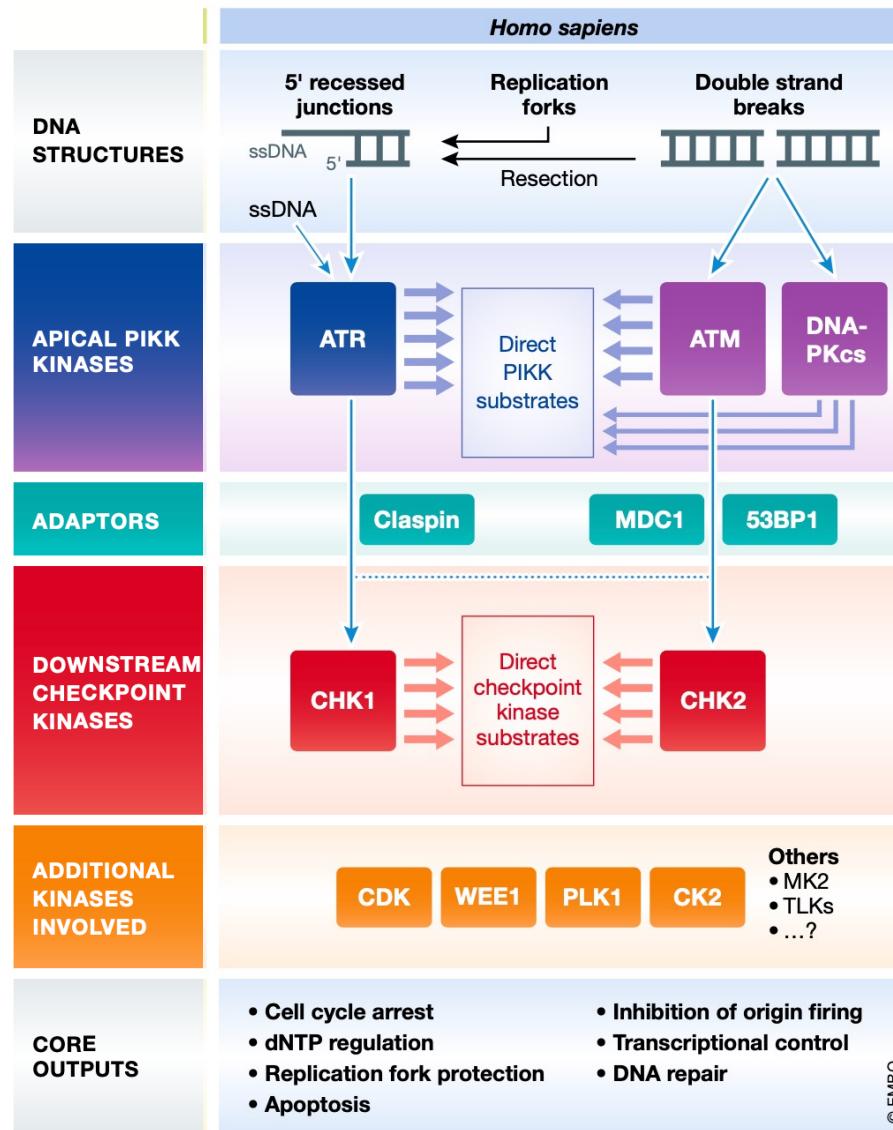 Homo sapiens
DNA
STRUCTURES
5' recessed
junctions
Replication
forks
Double strand
breaks
ssDNA
5'
Resection
ssDNA
APICAL PIKK
KINASES
ATR
Direct
PIKK
substrates
ATM
DNA-
PKcs
ADAPTORS
Claspin
MDC1
53BP1
DOWNSTREAM
CHECKPOINT
KINASES
CHK1
Direct
checkpoint
kinase
substrates
CHK2
ADDITIONAL
KINASES
INVOLVED
CDK
WEE1
PLK1
CK2
Others
• MK2
• TLKs
• ...?
CORE
OUTPUTS
• Cell cycle arrest
• dNTP regulation
• Replication fork protection
• Apoptosis
• Inhibition of origin firing
• Transcriptional control
• DNA repair
© EMBO